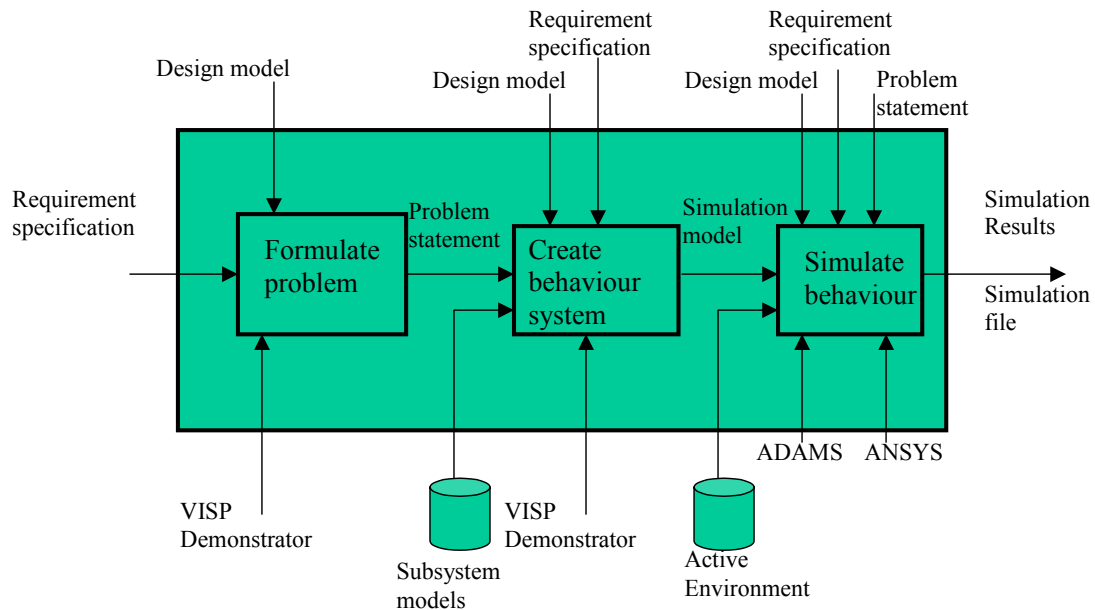 Requirement
specification
Requirement
specification
Design model
Design model
Design model
Problem
statement
Requirement
specification
Problem
statement
Simulation
model
Simulation
Results
Formulate
problem
Create
behaviour
system
Simulate
behaviour
Simulation
file
ADAMS
ANSYS
VISP
Demonstrator
Subsystem
models
VISP
Demonstrator
Active
Environment